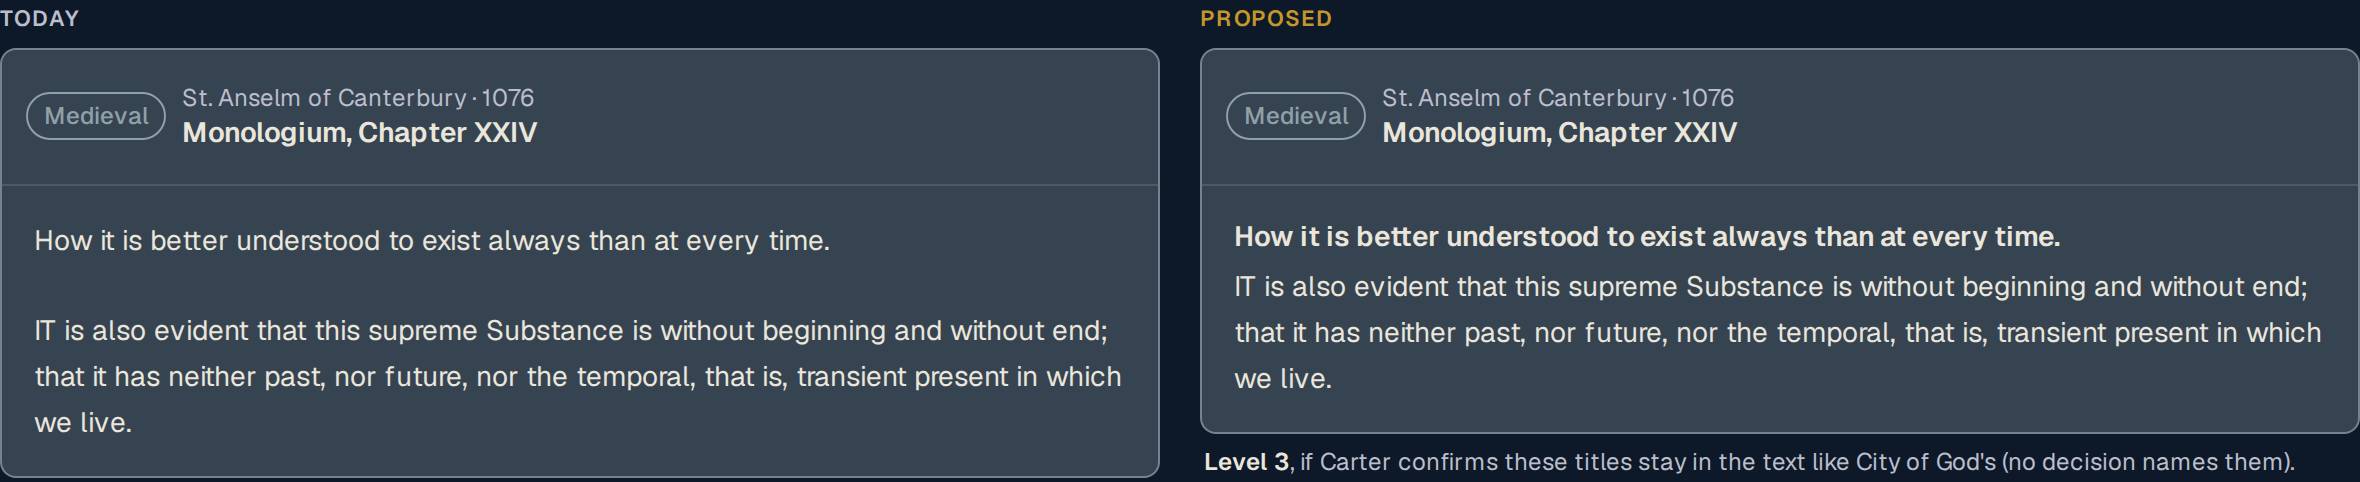 TODAY
Medieval
St. Anselm of Canterbury · 1076
Monologium, Chapter XXIV
How it is better understood to exist always than at every time.
IT is also evident that this supreme Substance is without beginning and without end;
that it has neither past, nor future, nor the temporal, that is, transient present in which
we live.
PROPOSED
Medieval
St. Anselm of Canterbury · 1076
Monologium, Chapter XXIV
How it is better understood to exist always than at every time.
IT is also evident that this supreme Substance is without beginning and without end;
that it has neither past, nor future, nor the temporal, that is, transient present in which
we live.
Level 3, if Carter confirms these titles stay in the text like City of God's (no decision names them).